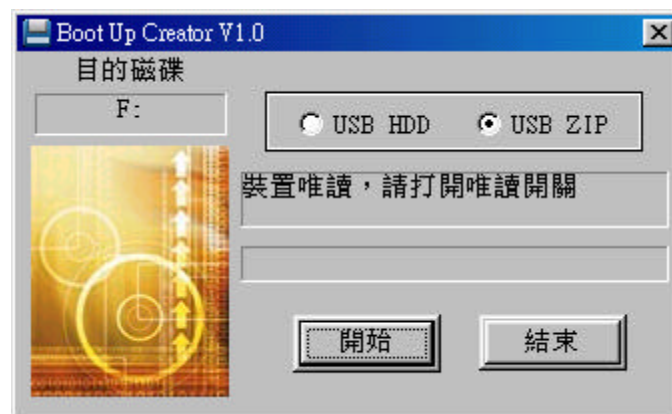 Boot Up Creator V1.0
目的磁碟
F:
USB HDD
USB ZIP
裝置唯讀，請打開唯讀開關
開始
結束